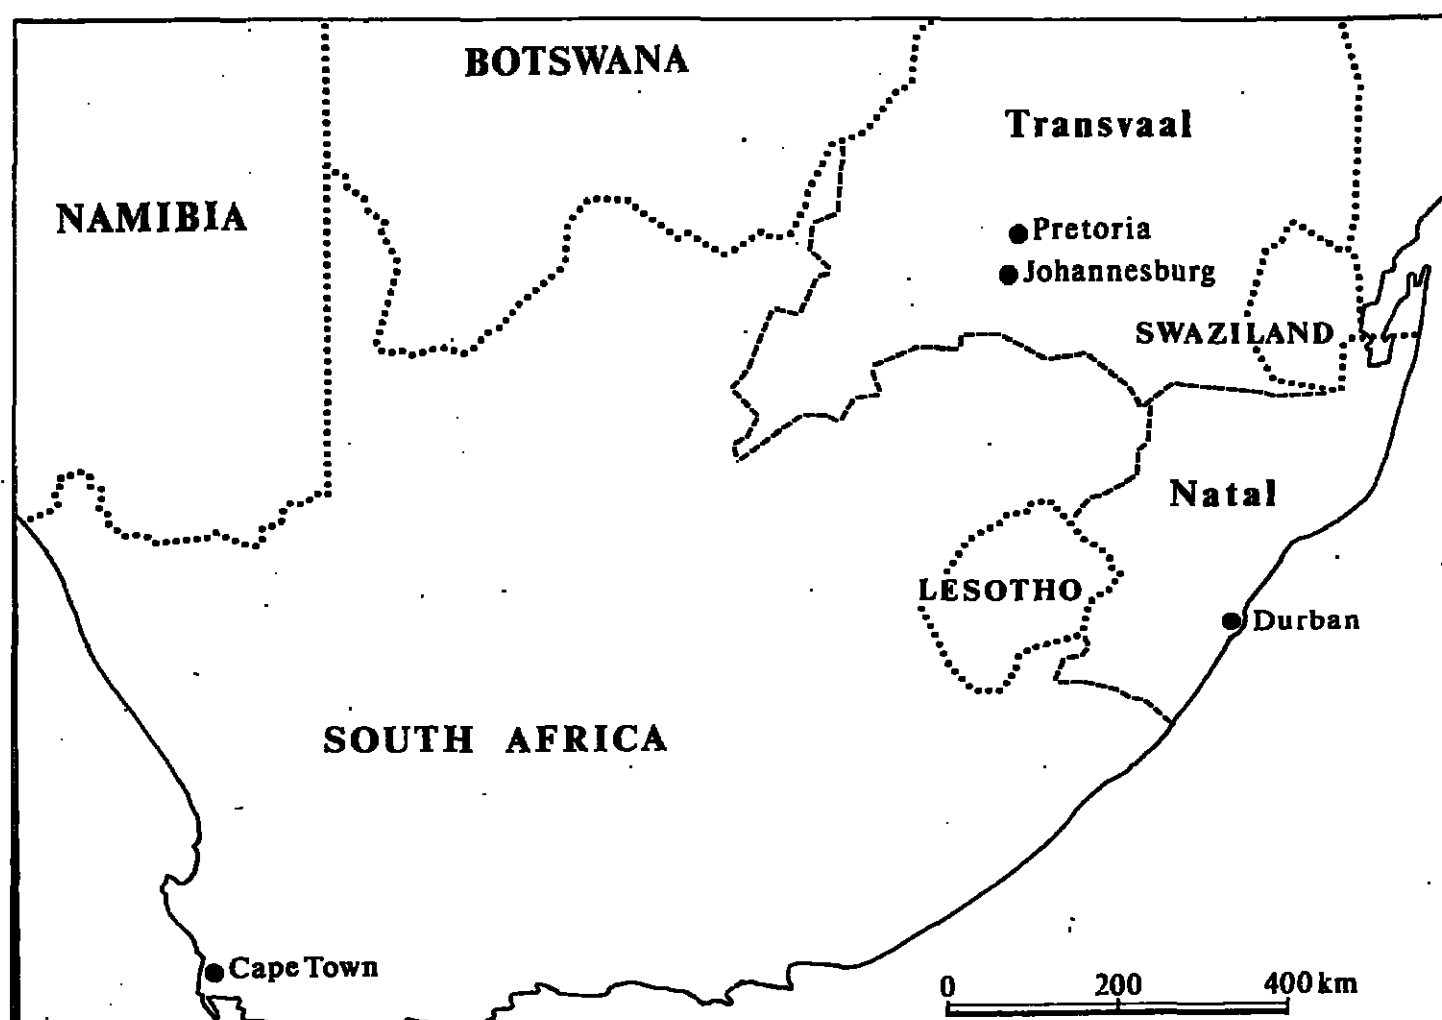 BOTSWANA
Transvaal
NAMIBIA
Pretoria
Johannesburg
SWAZILAND
Natal
LESOTHO
Durban
SOUTH AFRICA
Cape Town
0 200 400 km